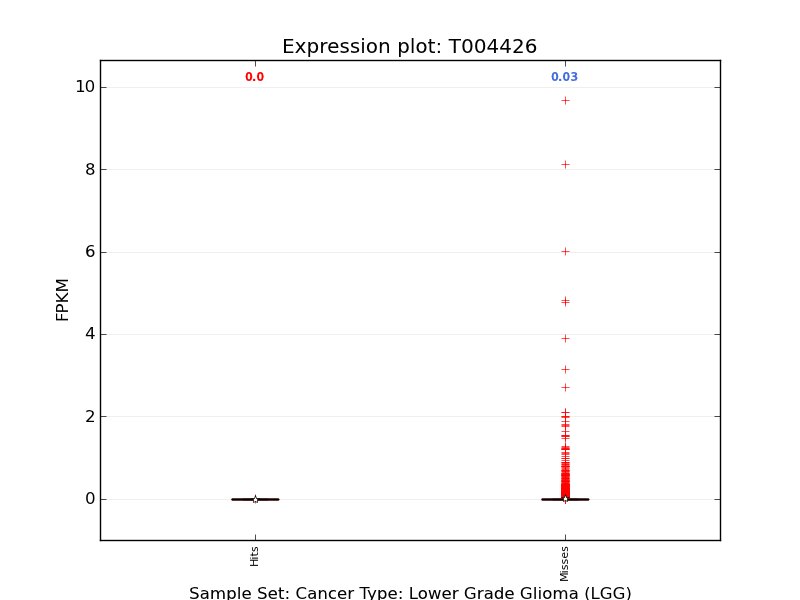 Expression plot: T004426
0.0
0.03
10
8
6
4
2
0
FPKM
Hits
Misses
Sample Set: Cancer Type: Lower Grade Glioma (LGG)